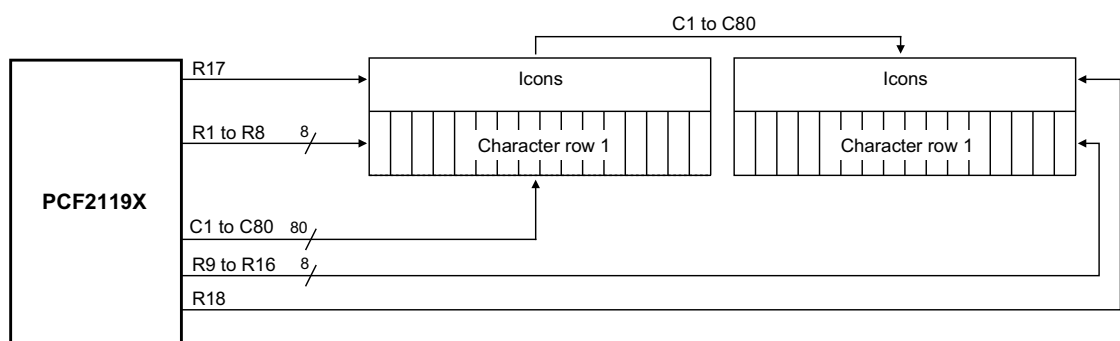 C1 to C80
R17
Icons
Icons
R1 to R8 8
Character row 1
Character row 1
PCF2119X
C1 to C80 80
R9 to R16 8
R18